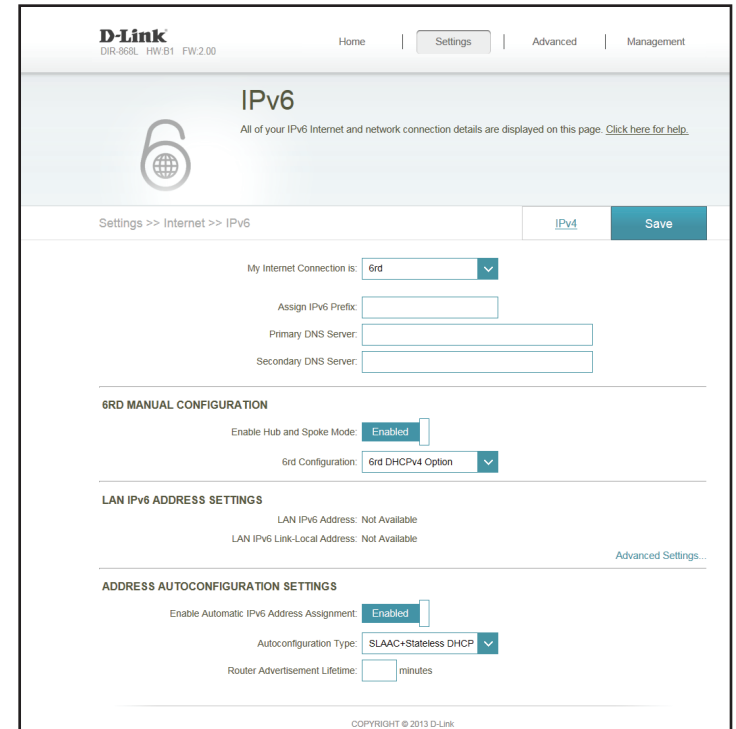 D-Link
DIR-868L HW:B1 FW:2.00
Home
Settings
Advanced
Management
IPv6
All of your IPv6 Internet and network connection details are displayed on this page. Click here for help.
Settings >> Internet >> IPv6
IPv4
Save
My Internet Connection is: 6rd
Assign IPv6 Prefix:
Primary DNS Server:
Secondary DNS Server:
6RD MANUAL CONFIGURATION
Enable Hub and Spoke Mode: Enabled
6rd Configuration: 6rd DHCPv4 Option
LAN IPv6 ADDRESS SETTINGS
LAN IPv6 Address: Not Available
LAN IPv6 Link-Local Address: Not Available
Advanced Settings...
ADDRESS AUTOCONFIGURATION SETTINGS
Enable Automatic IPv6 Address Assignment: Enabled
Autoconfiguration Type: SLAAC+Stateless DHCP
Router Advertisement Lifetime: minutes
COPYRIGHT © 2013 D-Link